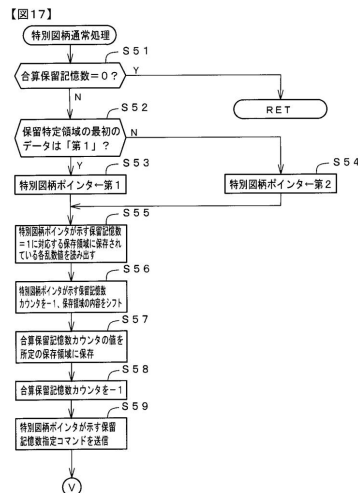 【図17】
特別図柄通常処理
S51
合算保留記憶数=0？
Y
N
RET
S52
保留特定領域の最初の
データは「第1」？
N
Y
S53
S54
特別図柄ポインタ←第1
特別図柄ポインタ←第2
S55
特別図柄ポインタが示す保留記憶数
=1に対応する保存領域に保存され
ている各乱数値を読み出す
S56
特別図柄ポインタが示す保留記憶数
カウンタを-1、保存領域の内容をシフト
S57
合算保留記憶数カウンタの値を
所定の保存領域に保存
S58
合算保留記憶数カウンタを-1
S59
特別図柄ポインタが示す保留
記憶数指定コマンドを送信
V